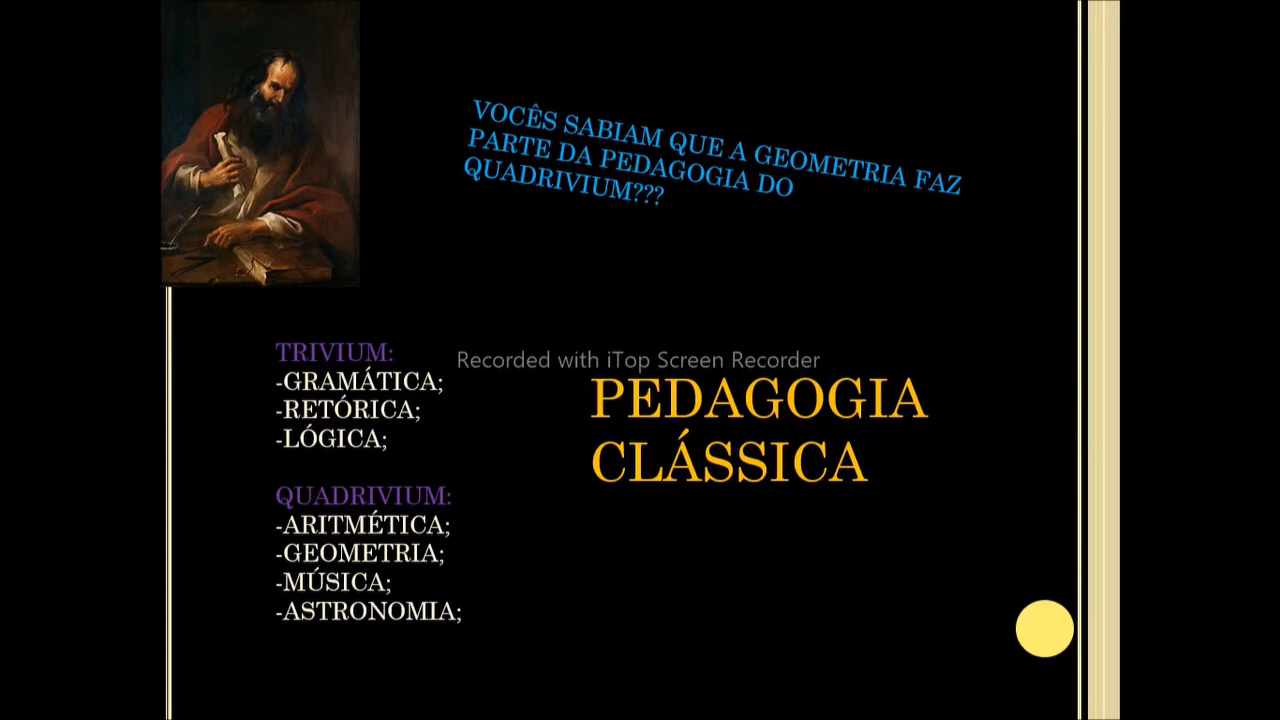 VOCÊS SABIAM QUE A GEOMETRIA FAZ
PARTE DA PEDAGOGIA DO
QUADRIVIUM???
TRIVIUM:
-GRAMÁTICA;
-RETÓRICA;
-LÓGICA;
QUADRIVIUM:
-ARITMÉTICA;
-GEOMETRIA;
-MÚSICA;
-ASTRONOMIA;
Recorded with iTop Screen Recorder
PEDAGOGIA
CLÁSSICA